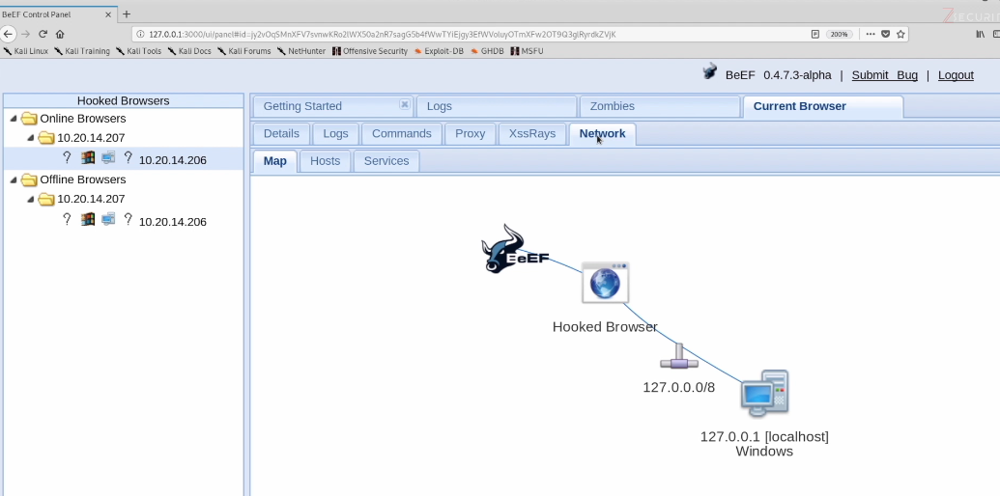 BeEF Control Panel
ZSECURI
127.0.0.1:3000/ui/panel#id=jy2vOqSMnXFV7svnwKRo2lWX50a2nR7sagG5b4fWwTYiEjgy3EfWVoluyOTmXFw2OT9Q3glRyrdkZVjK
200%
Kali Linux Kali Training Kali Tools Kali Docs Kali Forums NetHunter Offensive Security Exploit-DB GHDB MSFU
BeEF 0.4.7.3-alpha | Submit Bug | Logout
Hooked Browsers
Getting Started Logs Zombies Current Browser
Online Browsers
Details Logs Commands Proxy XssRays Network
10.20.14.207
? ? 10.20.14.206
Map Hosts Services
Offline Browsers
10.20.14.207
? ? 10.20.14.206
BeEF
Hooked Browser
127.0.0.0/8
127.0.0.1 [localhost]
Windows